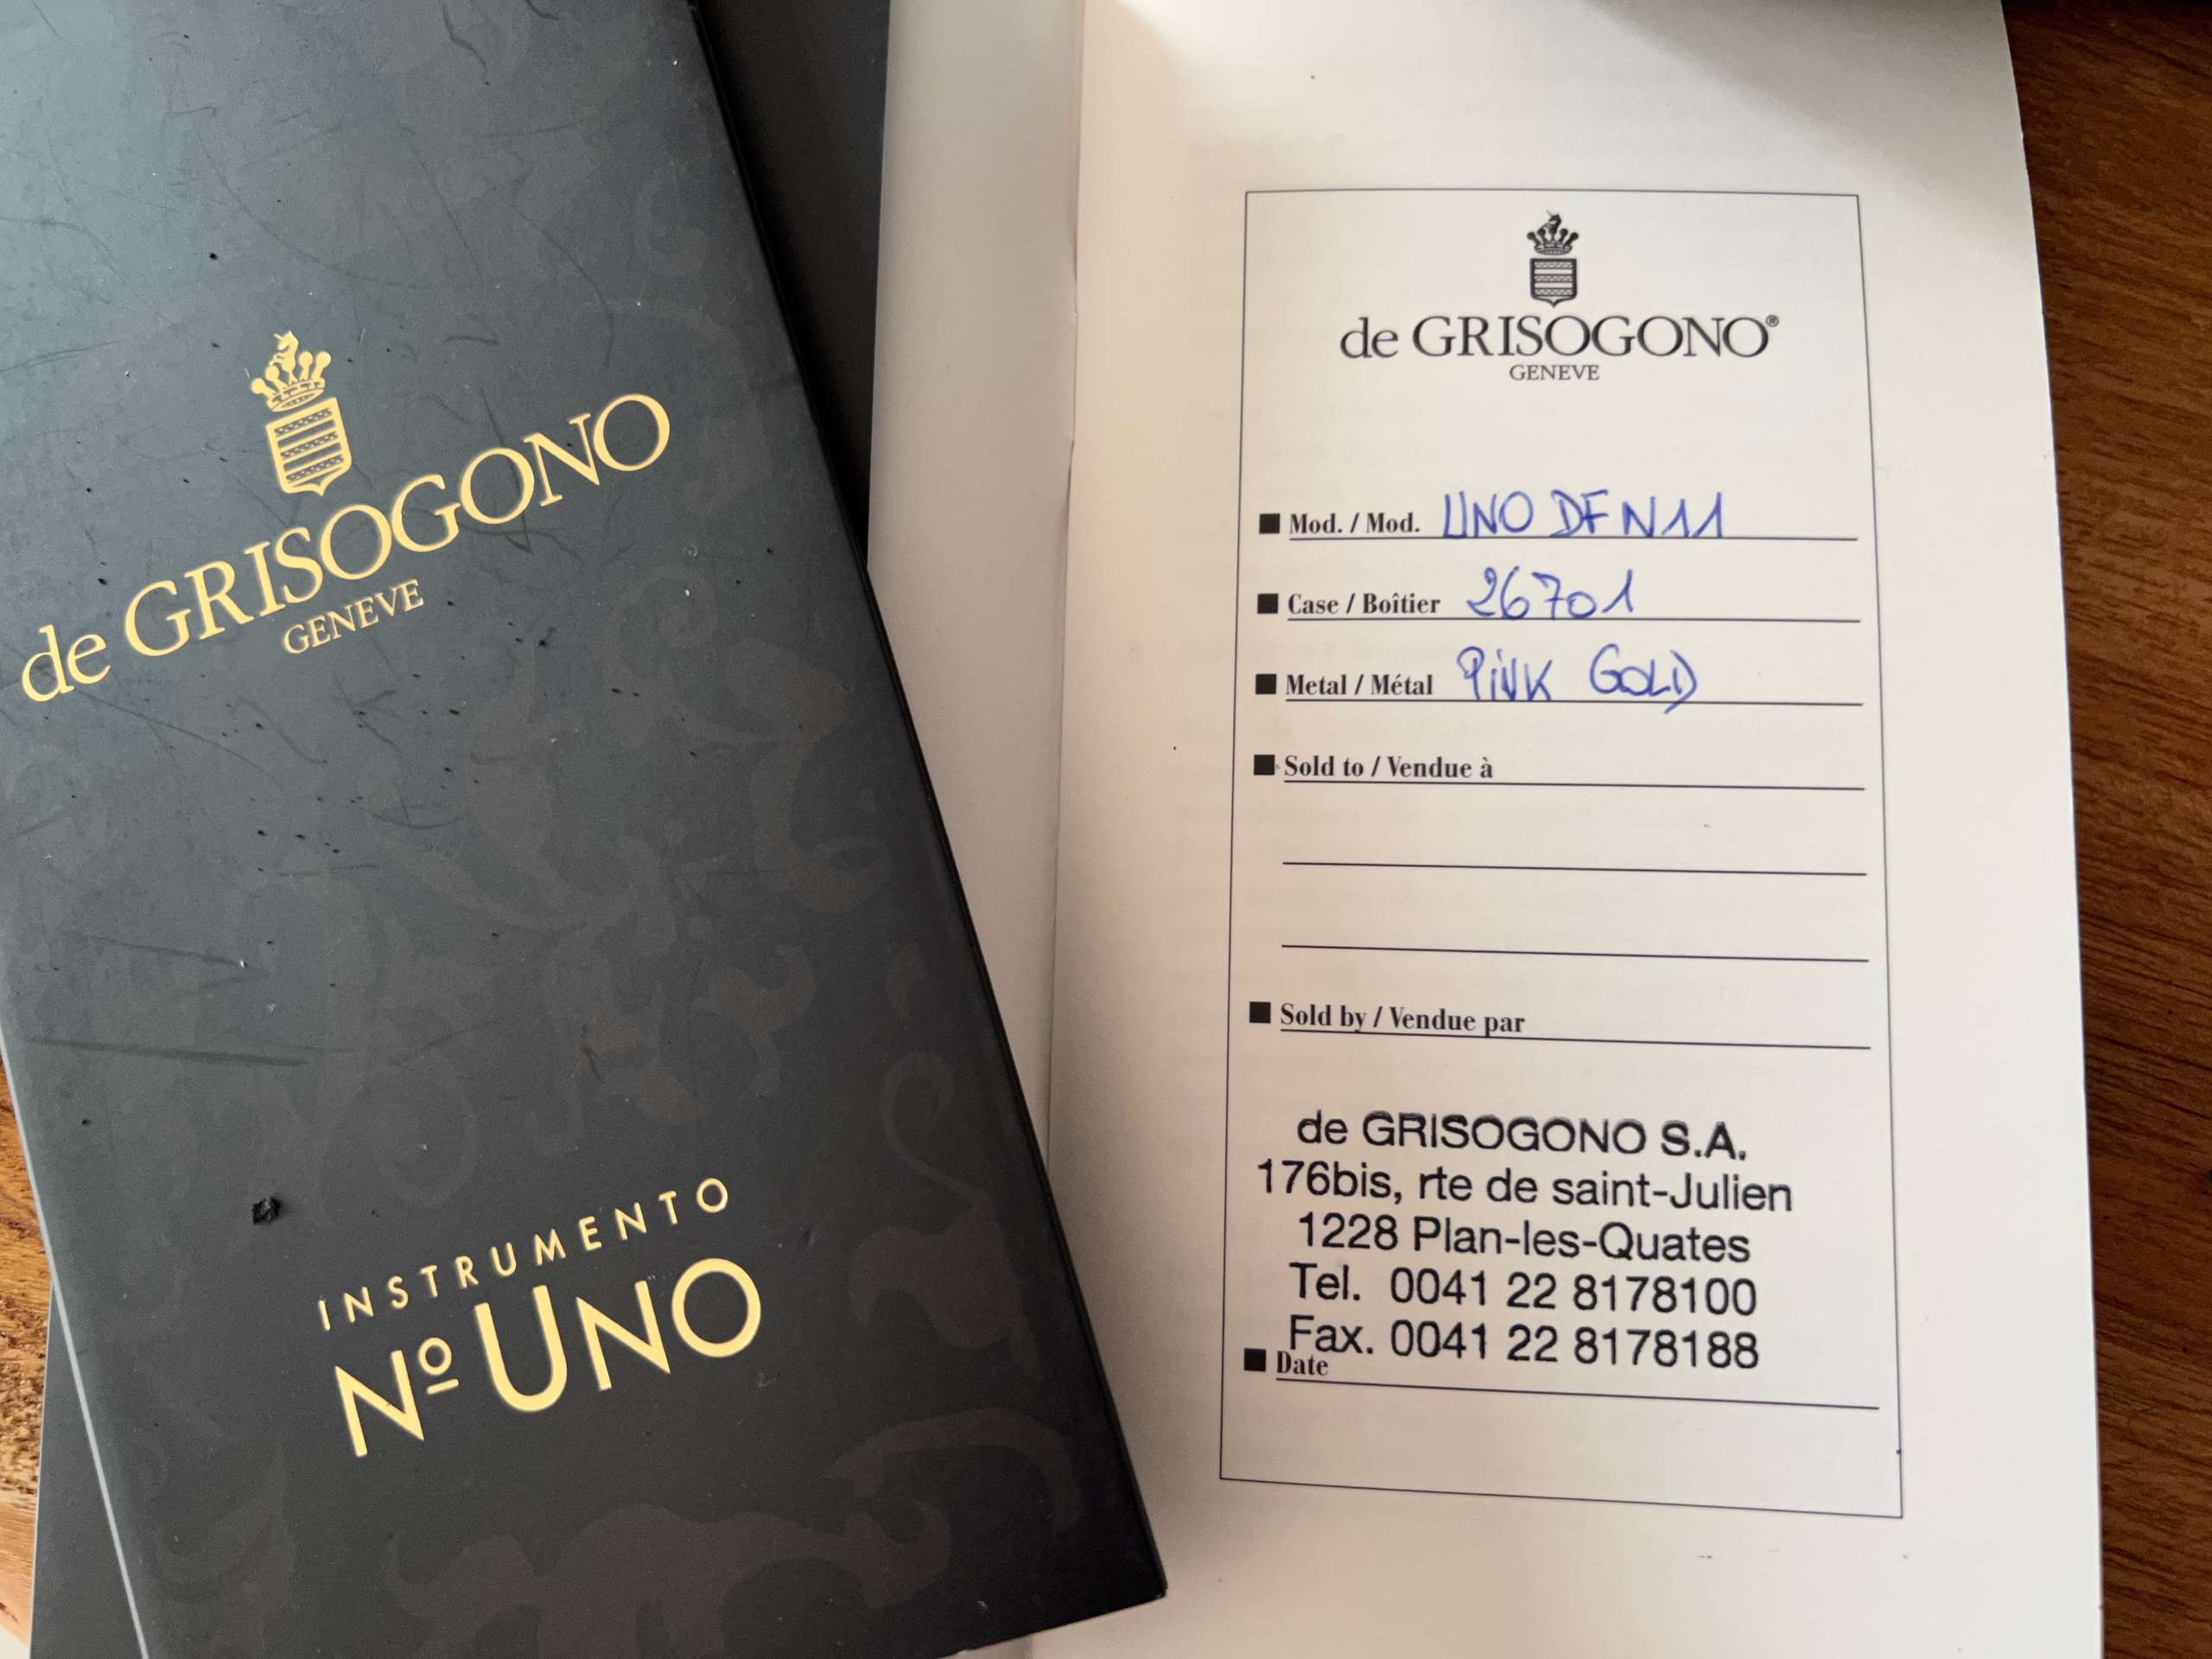 de GRISOGONO
GENEVE
INSTRUMENTO
Nº UNO
de GRISOGONO®
GENEVE
Mod. / Mod. UNO DF N11
Case / Boîtier 26701
Metal / Métal PINK GOLD
Sold to / Vendue à
Sold by / Vendue par
de GRISOGONO S.A.
176bis, rte de saint-Julien
1228 Plan-les-Quates
Tel. 0041 22 8178100
Fax. 0041 22 8178188
Date